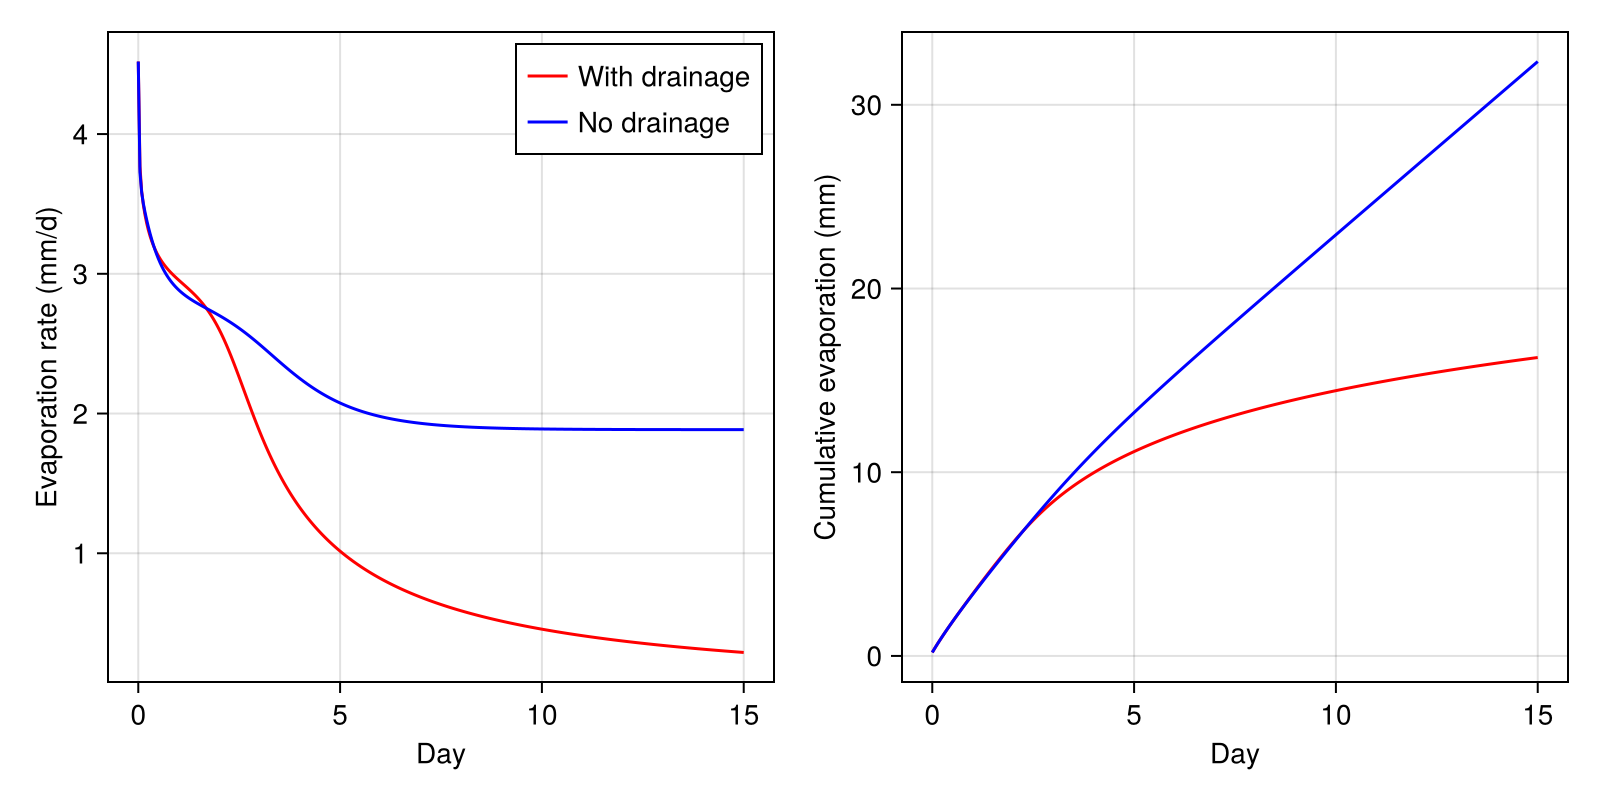 Evaporation rate (mm/d)
4
3
2
1
With drainage
No drainage
0 5 10 15
Day
Cumulative evaporation (mm)
30
20
10
0
0 5 10 15
Day